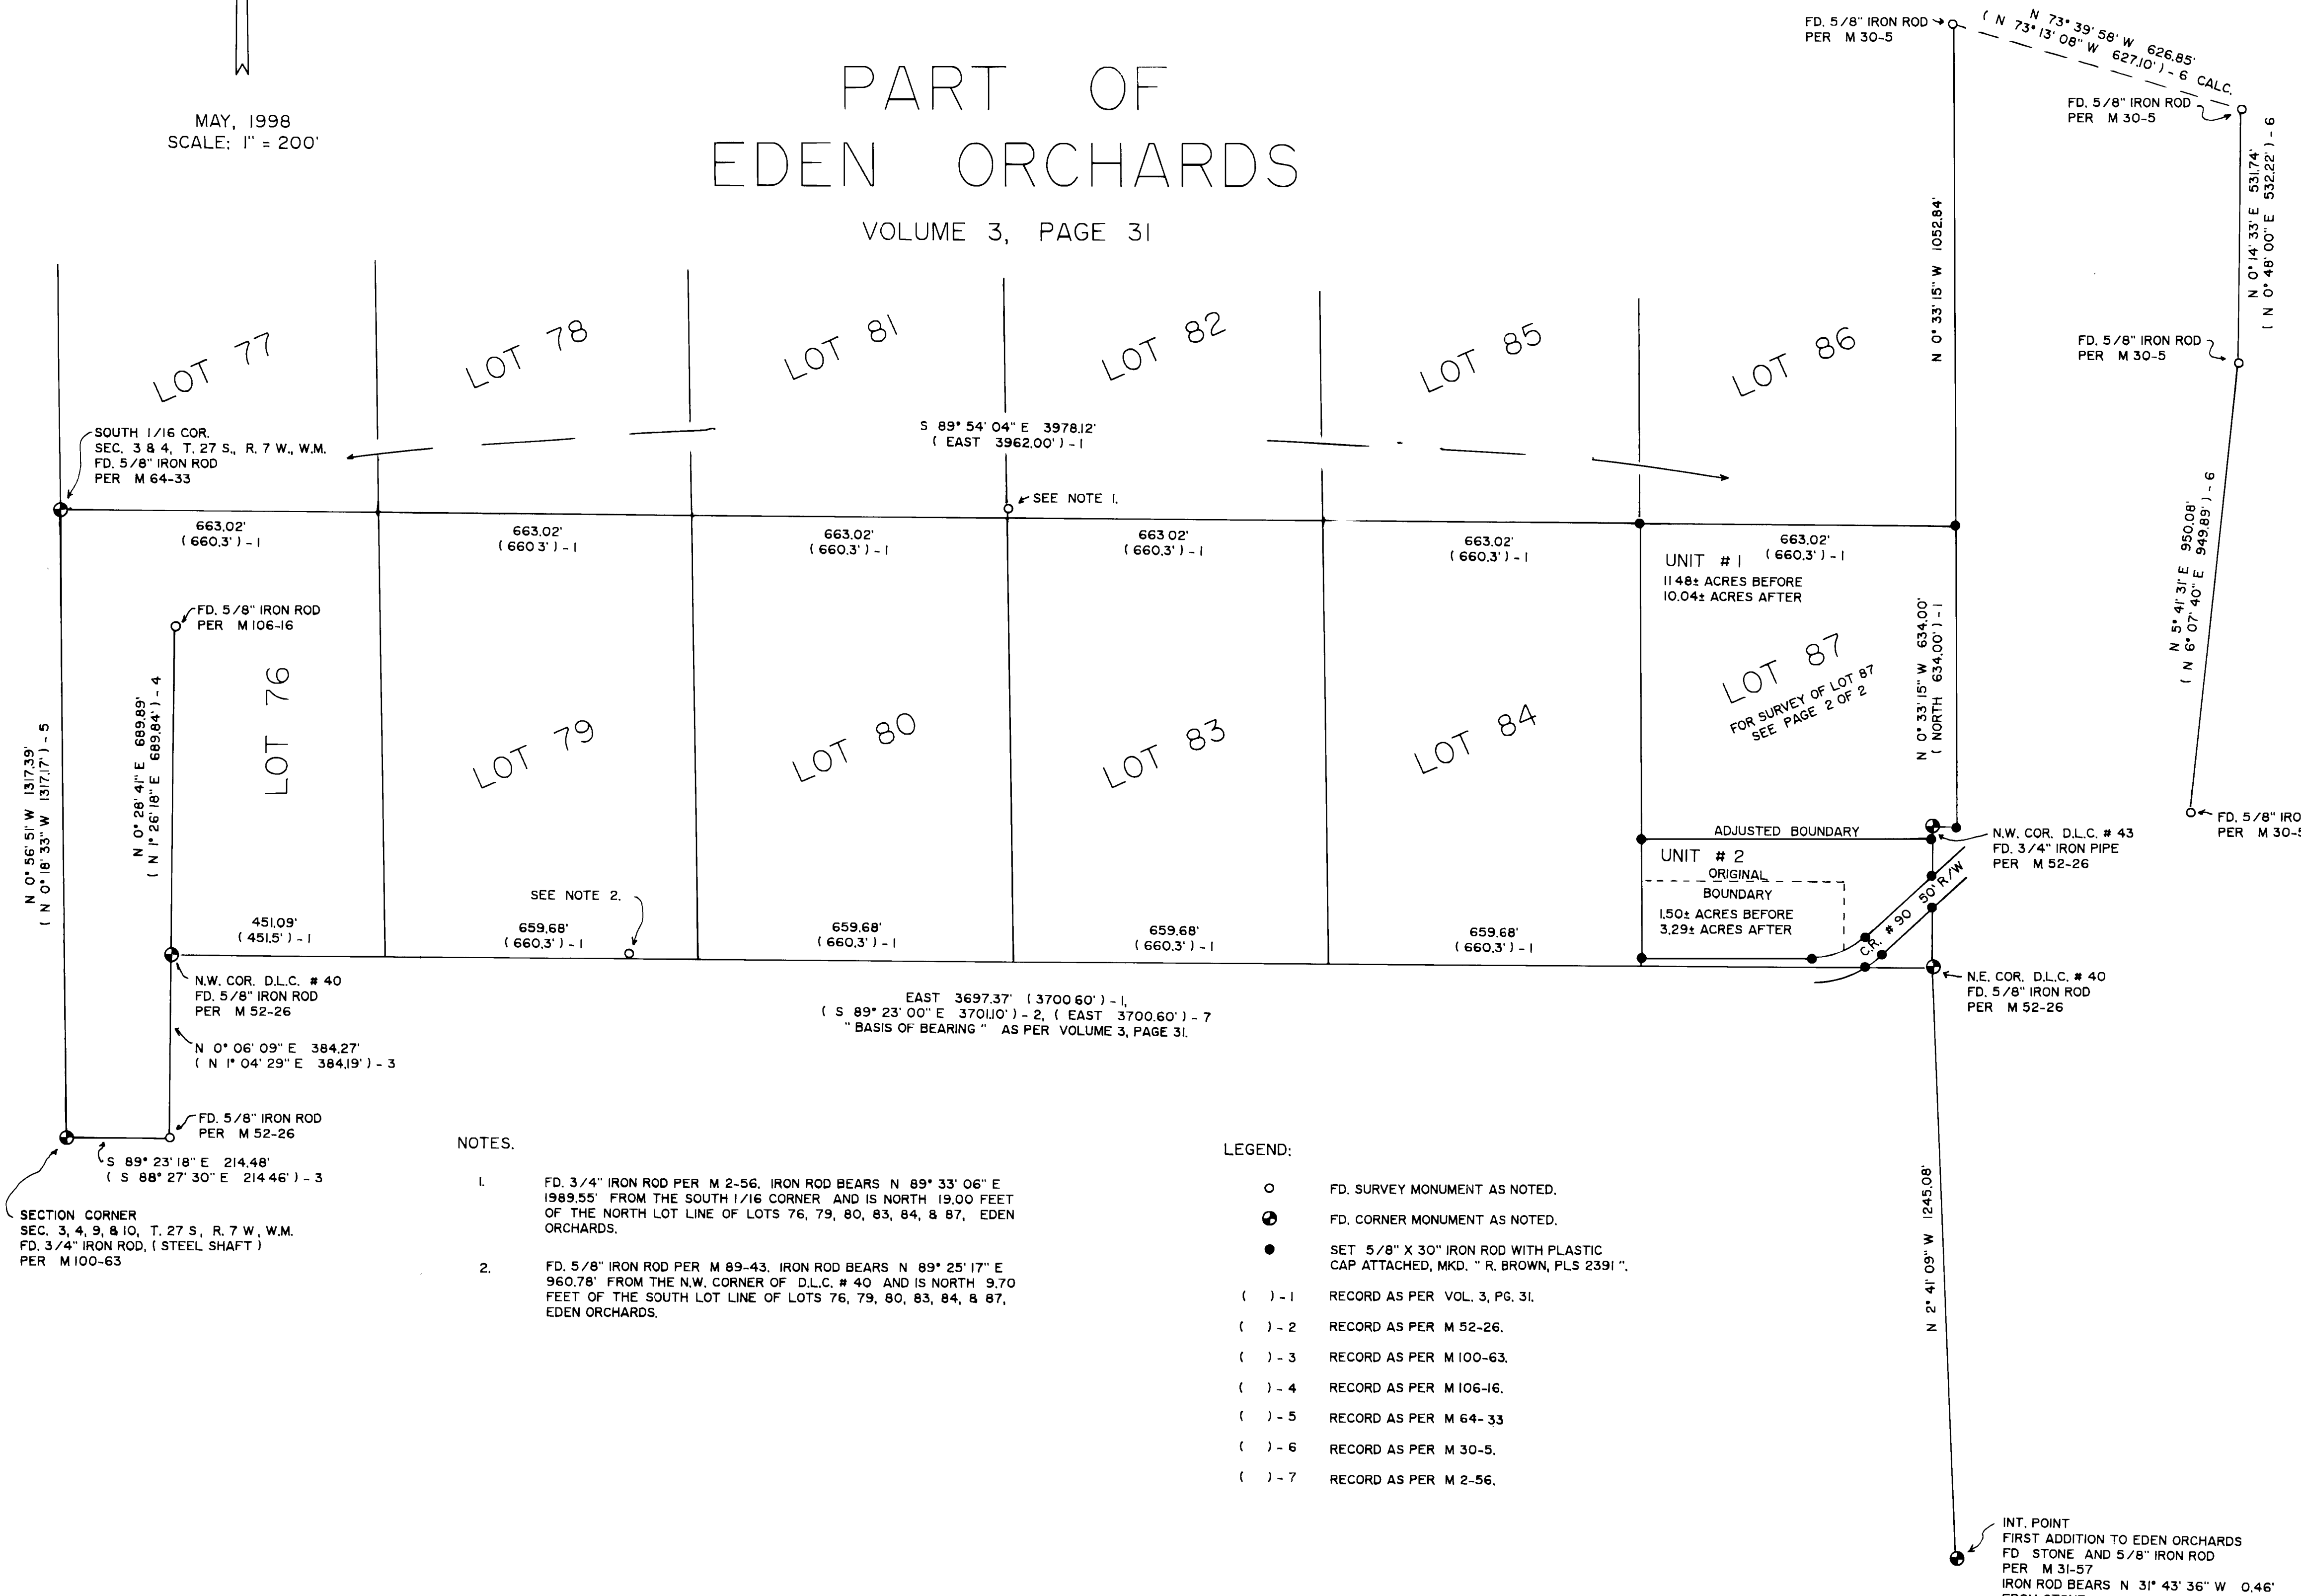 MAY, 1998
SCALE: 1" = 200'
PART OF
EDEN ORCHARDS
VOLUME 3, PAGE 31
FD. 5/8" IRON ROD
PER M 30-5
N 73° 39' 58" W 626.85'
( N 73° 13' 08" W 627.10' ) - 6 CALC.
FD. 5/8" IRON ROD
PER M 30-5
N 0° 14' 33" E 531.74'
( N 0° 48' 00" E 532.22' ) - 6
N 0° 33' 15" W 1052.84'
FD. 5/8" IRON ROD
PER M 30-5
N 5° 41' 31" E 950.08'
( N 6° 07' 40" E 949.89' ) - 6
FD. 5/8" IRO
PER M 30-5
LOT 77
LOT 78
LOT 81
LOT 82
LOT 85
LOT 86
SOUTH 1/16 COR.
SEC. 3 & 4, T. 27 S., R. 7 W., W.M.
FD. 5/8" IRON ROD
PER M 64-33
S 89° 54' 04" E 3978.12'
( EAST 3962.00' ) - 1
SEE NOTE 1.
663.02'
( 660.3' ) - 1
663.02'
( 660 3' ) - 1
663.02'
( 660.3' ) - 1
663 02'
( 660.3' ) - 1
663.02'
( 660.3' ) - 1
663.02'
( 660.3' ) - 1
UNIT # 1
11 48± ACRES BEFORE
10.04± ACRES AFTER
FD. 5/8" IRON ROD
PER M 106-16
N 0° 56' 51" W 1317.39'
( N 0° 18' 33" W 1317.17' ) - 5
N 0° 28' 41" E 689.89'
( N 1° 26' 18" E 689.84' ) - 4
LOT 76
LOT 79
LOT 80
LOT 83
LOT 84
LOT 87
FOR SURVEY OF LOT 87
SEE PAGE 2 OF 2
N 0° 33' 15" W 634.00'
( NORTH 634.00' ) - 1
ADJUSTED BOUNDARY
UNIT # 2
ORIGINAL
BOUNDARY
1.50± ACRES BEFORE
3.29± ACRES AFTER
C.R. # 90 50' R/W
N.W. COR. D.L.C. # 43
FD. 3/4" IRON PIPE
PER M 52-26
SEE NOTE 2.
451.09'
( 451.5' ) - 1
659.68'
( 660.3' ) - 1
659.68'
( 660.3' ) - 1
659.68'
( 660.3' ) - 1
659.68'
( 660.3' ) - 1
N.W. COR. D.L.C. # 40
FD. 5/8" IRON ROD
PER M 52-26
N.E. COR. D.L.C. # 40
FD. 5/8" IRON ROD
PER M 52-26
EAST 3697.37' ( 3700 60' ) - 1,
( S 89° 23' 00" E 3701.10' ) - 2, ( EAST 3700.60' ) - 7
" BASIS OF BEARING " AS PER VOLUME 3, PAGE 31.
N 0° 06' 09" E 384.27'
( N 1° 04' 29" E 384.19' ) - 3
FD. 5/8" IRON ROD
PER M 52-26
S 89° 23' 18" E 214.48'
( S 88° 27' 30" E 214 46' ) - 3
SECTION CORNER
SEC. 3, 4, 9, & 10, T. 27 S, R. 7 W, W.M.
FD. 3/4" IRON ROD, ( STEEL SHAFT )
PER M 100-63
NOTES.
1. FD. 3/4" IRON ROD PER M 2-56. IRON ROD BEARS N 89° 33' 06" E
1989.55' FROM THE SOUTH 1/16 CORNER AND IS NORTH 19.00 FEET
OF THE NORTH LOT LINE OF LOTS 76, 79, 80, 83, 84, & 87, EDEN
ORCHARDS.
2. FD. 5/8" IRON ROD PER M 89-43. IRON ROD BEARS N 89° 25' 17" E
960.78' FROM THE N.W. CORNER OF D.L.C. # 40 AND IS NORTH 9.70
FEET OF THE SOUTH LOT LINE OF LOTS 76, 79, 80, 83, 84, & 87,
EDEN ORCHARDS.
LEGEND:
FD. SURVEY MONUMENT AS NOTED.
FD. CORNER MONUMENT AS NOTED.
SET 5/8" X 30" IRON ROD WITH PLASTIC
CAP ATTACHED, MKD. " R. BROWN, PLS 2391 ".
( ) - 1 RECORD AS PER VOL. 3, PG. 31.
( ) - 2 RECORD AS PER M 52-26.
( ) - 3 RECORD AS PER M 100-63.
( ) - 4 RECORD AS PER M 106-16.
( ) - 5 RECORD AS PER M 64-33
( ) - 6 RECORD AS PER M 30-5.
( ) - 7 RECORD AS PER M 2-56.
N 2° 41' 09" W 1245.08'
INT. POINT
FIRST ADDITION TO EDEN ORCHARDS
FD STONE AND 5/8" IRON ROD
PER M 31-57
IRON ROD BEARS N 31° 43' 36" W 0.46'